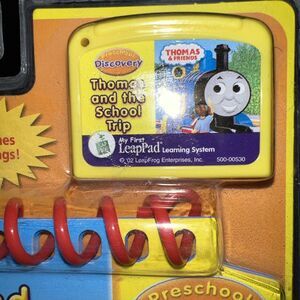 Preschool
Discovery
Thomas
and the
School
Trip
THOMAS
& FRIENDS
My First
LeapPad Learning System
© '02 LeapFrog Enterprises, Inc.
500-00530
Preschool